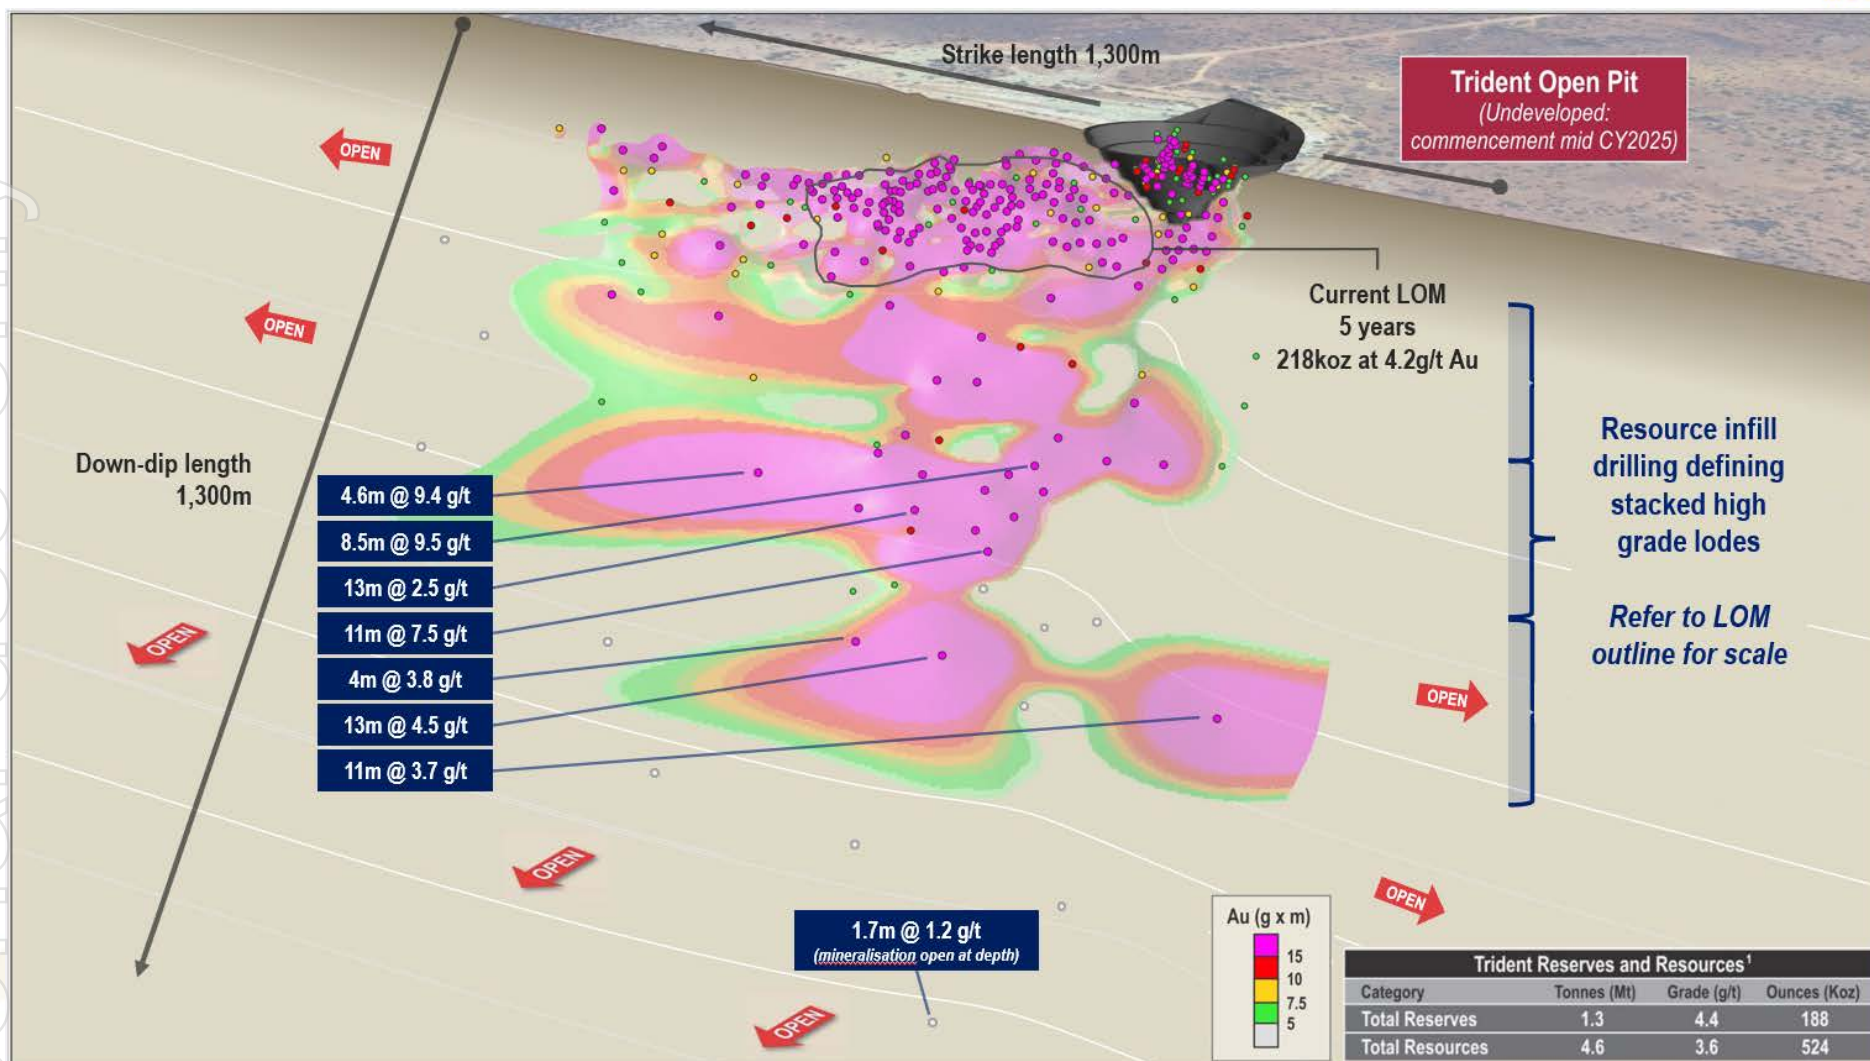 Strike length 1,300m
Trident Open Pit
(Undeveloped:
commencement mid CY2025)
OPEN
OPEN
Current LOM
5 years
218koz at 4.2g/t Au
Down-dip length
1,300m
4.6m @ 9.4 g/t
8.5m @ 9.5 g/t
13m @ 2.5 g/t
11m @ 7.5 g/t
4m @ 3.8 g/t
13m @ 4.5 g/t
11m @ 3.7 g/t
Resource infill
drilling defining
stacked high
grade lodes
Refer to LOM
outline for scale
OPEN
OPEN
OPEN
OPEN
1.7m @ 1.2 g/t
(mineralisation open at depth)
OPEN
Au (g x m)
15
10
7.5
5
Trident Reserves and Resources¹
Category Tonnes (Mt) Grade (g/t) Ounces (Koz)
Total Reserves 1.3 4.4 188
Total Resources 4.6 3.6 524